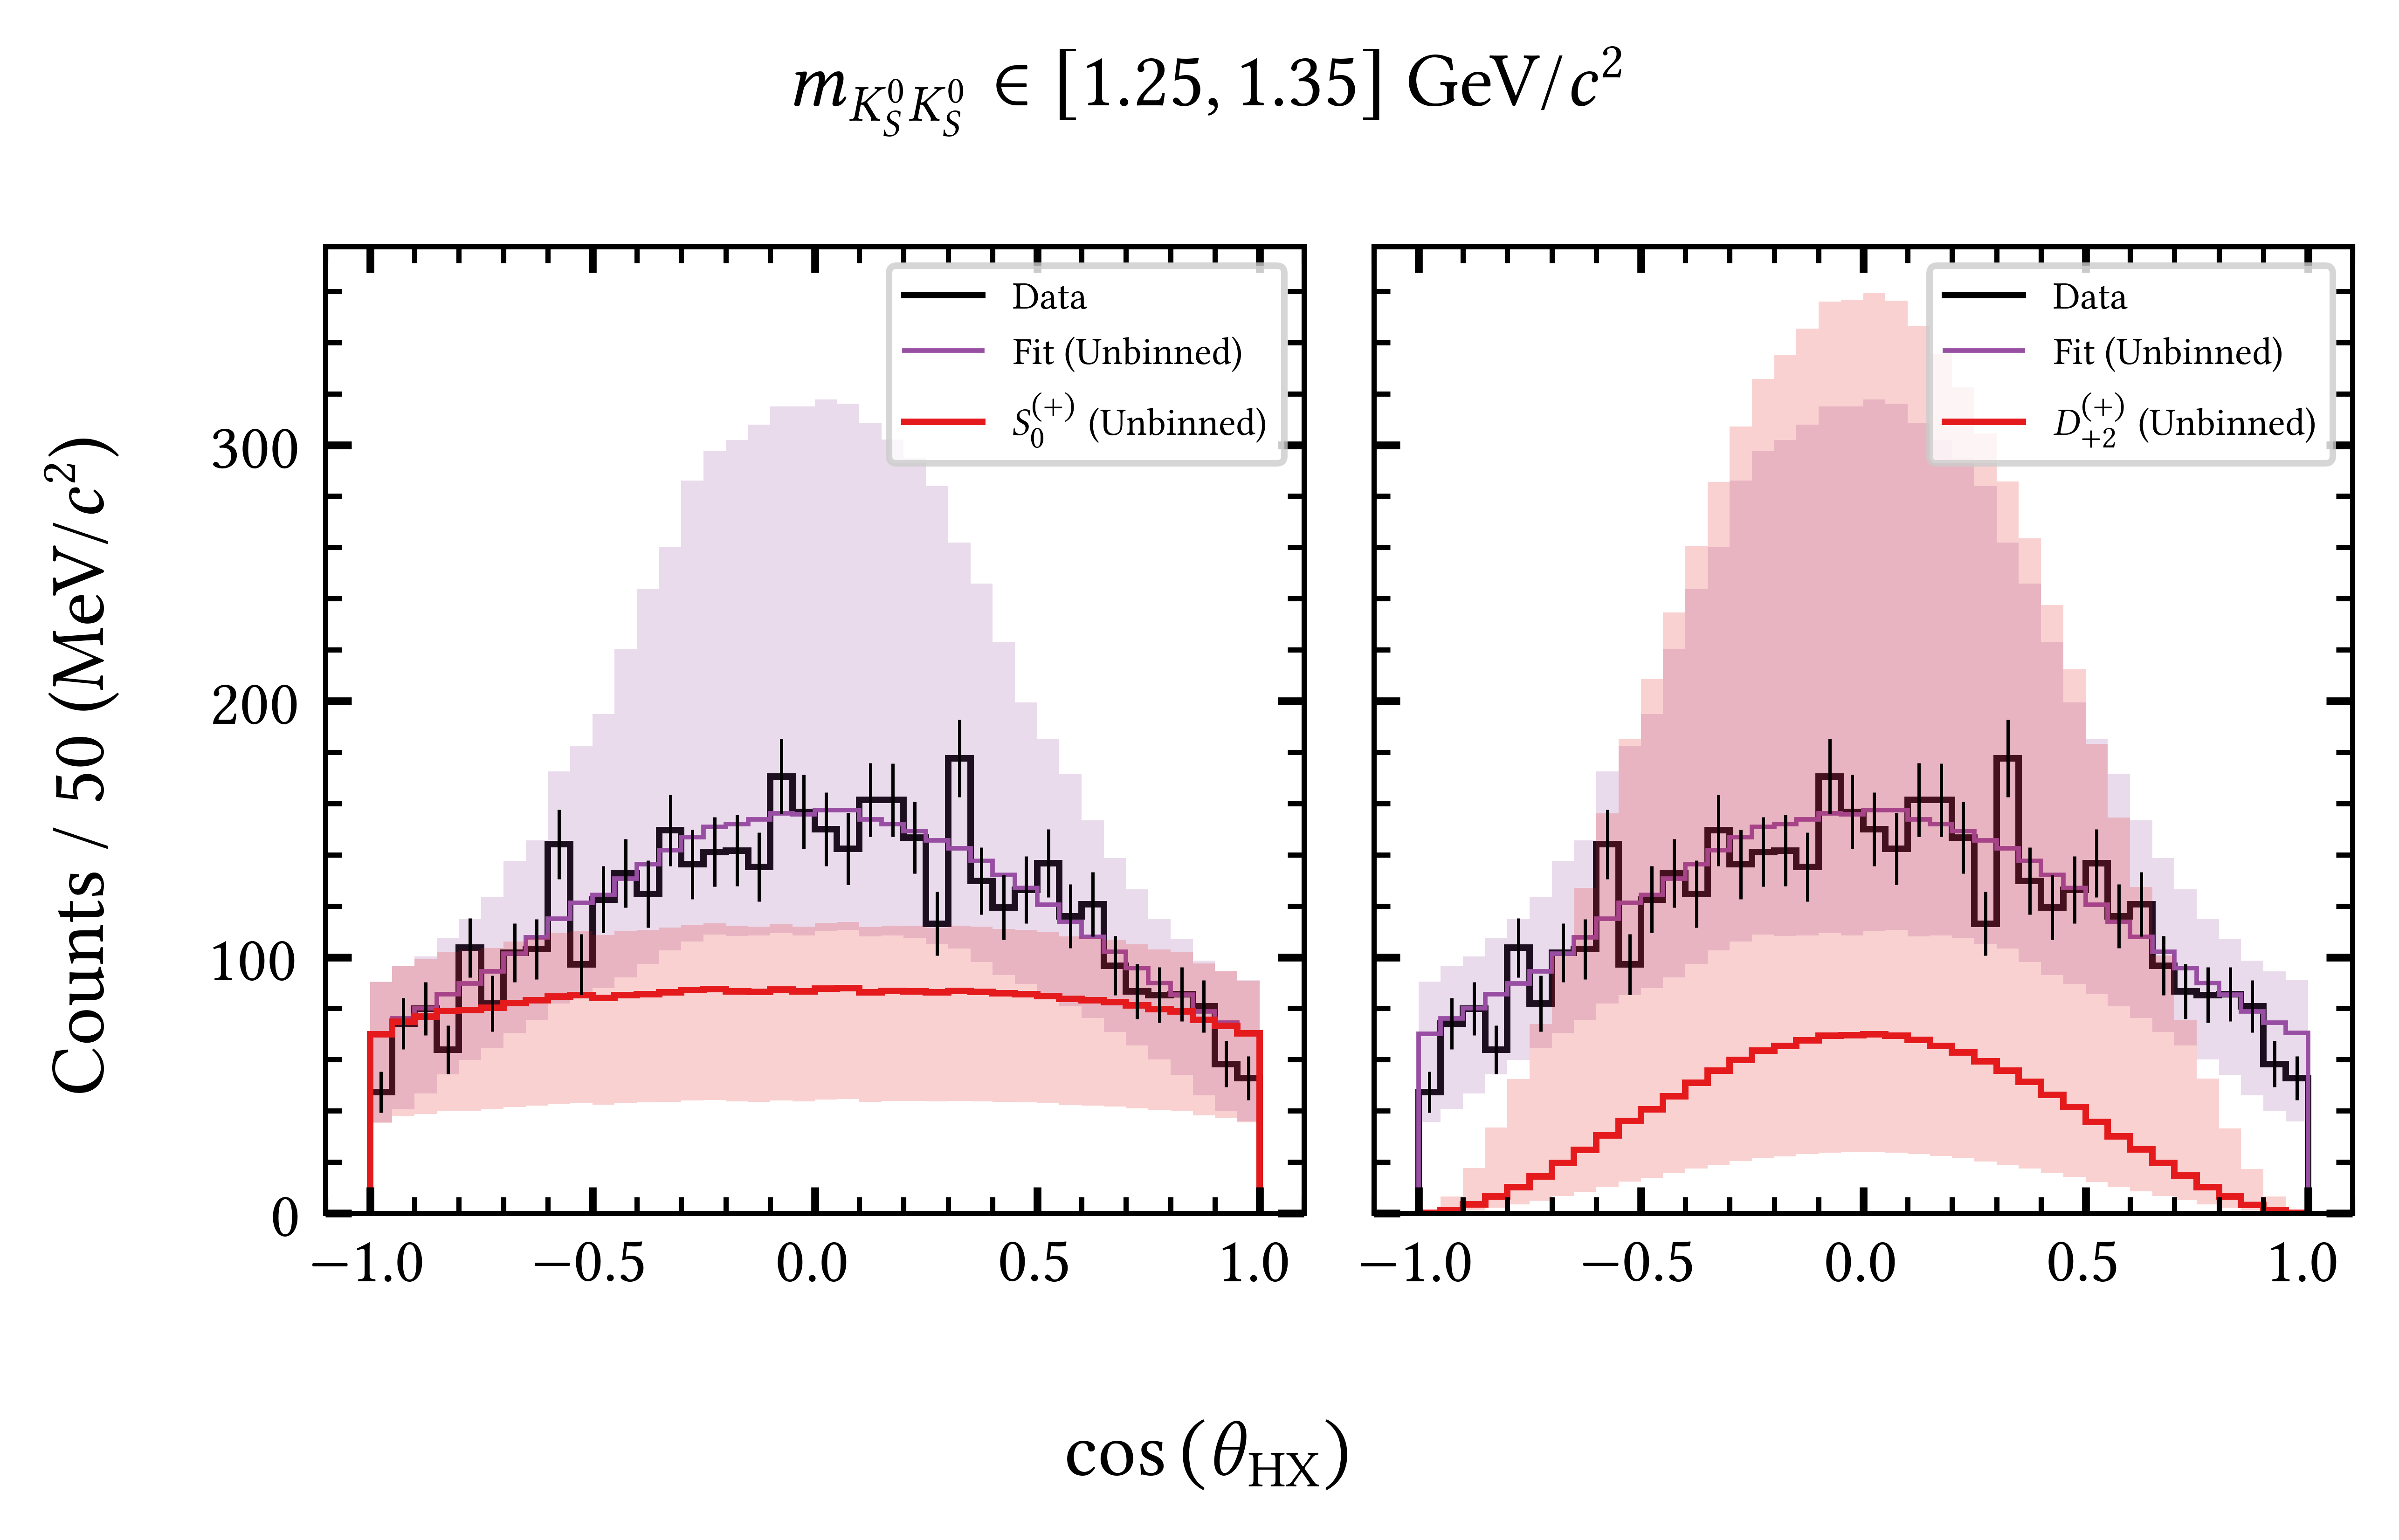 m_{K_S^0 K_S^0} ∈ [1.25, 1.35] GeV/c²
Counts / 50 (MeV/c²)
300
200
100
0
Data
Fit (Unbinned)
S_0^{(+)} (Unbinned)
Data
Fit (Unbinned)
D_{+2}^{(+)} (Unbinned)
−1.0 −0.5 0.0 0.5 1.0
−1.0 −0.5 0.0 0.5 1.0
cos (θ_{HX})